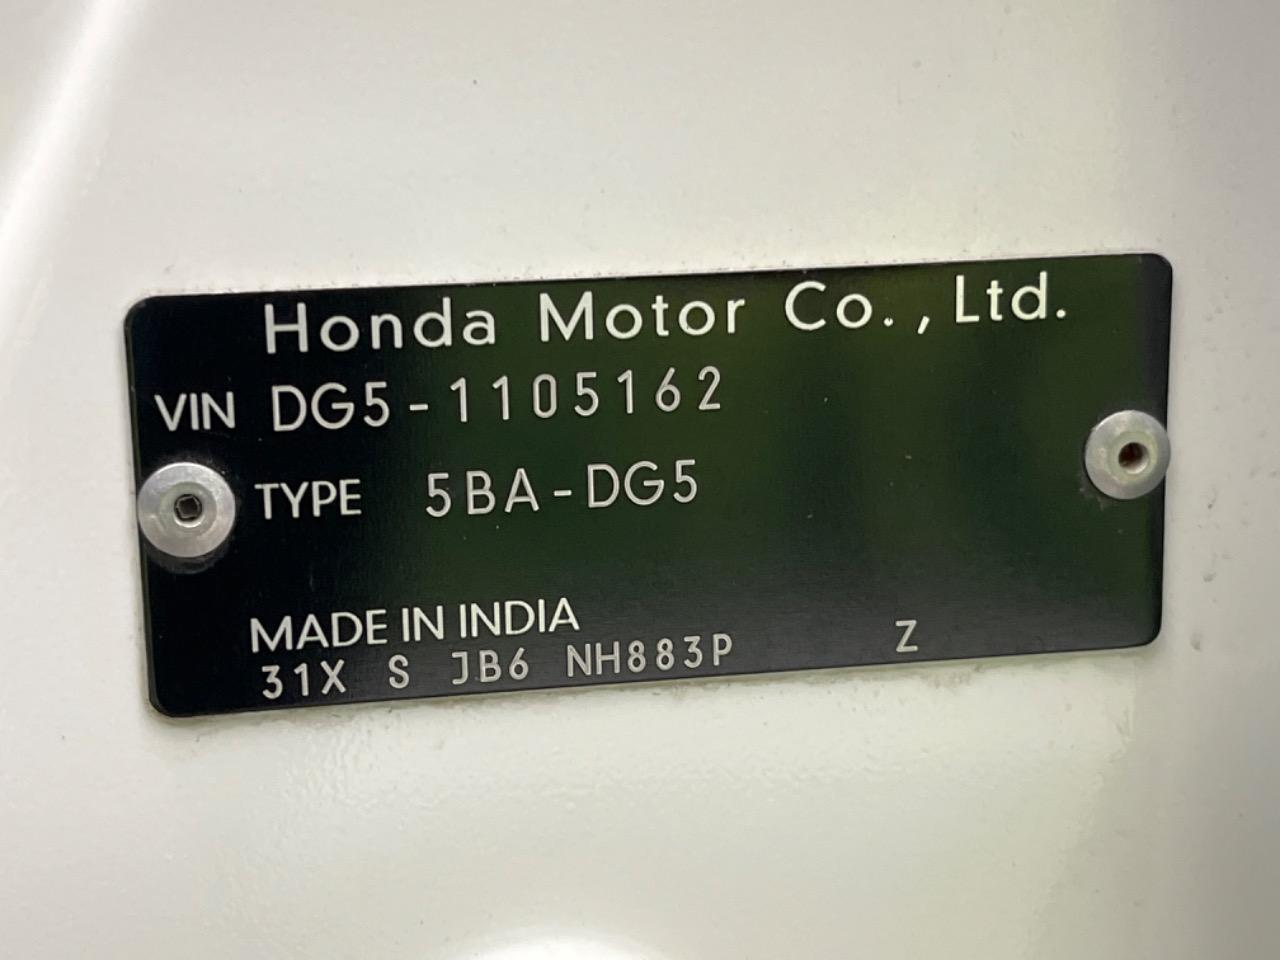 Honda Motor Co., Ltd.
VIN DG5-1105162
TYPE 5BA-DG5
MADE IN INDIA
31X S JB6 NH883P Z